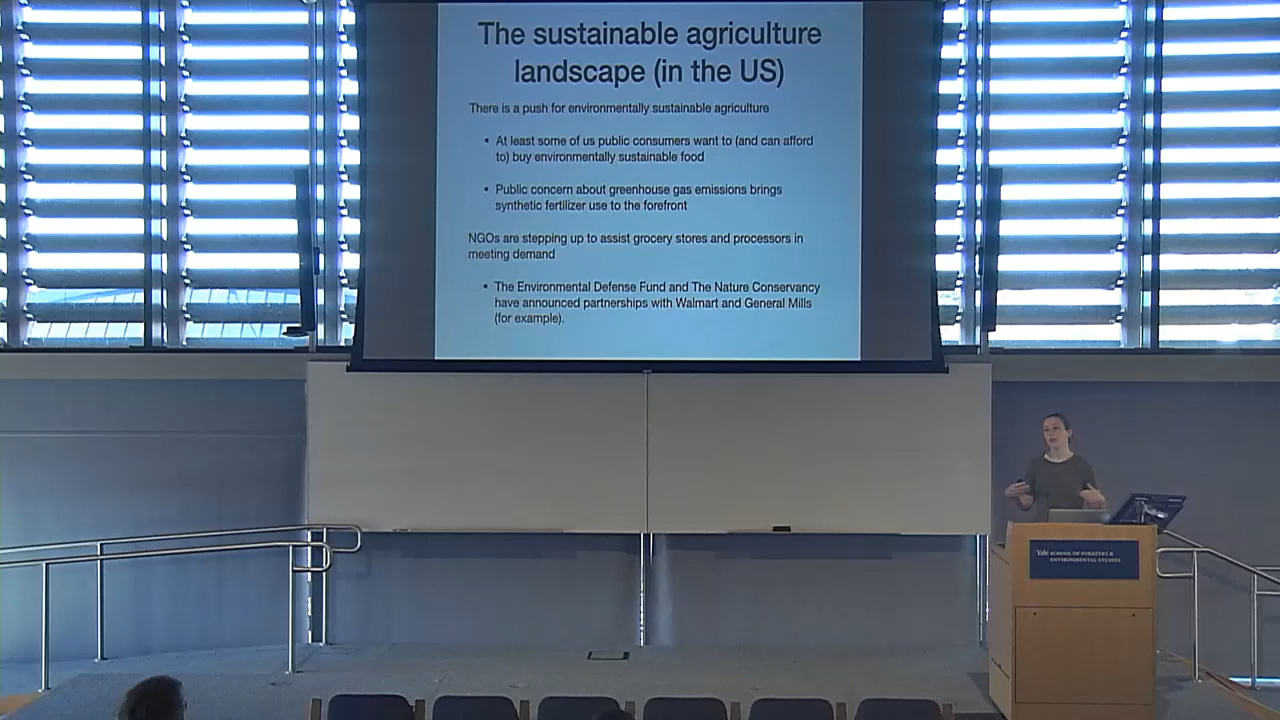 The sustainable agriculture
landscape (in the US)
There is a push for environmentally sustainable agriculture
• At least some of us public consumers want to (and can afford
to) buy environmentally sustainable food
• Public concern about greenhouse gas emissions brings
synthetic fertilizer use to the forefront
NGOs are stepping up to assist grocery stores and processors in
meeting demand
• The Environmental Defense Fund and The Nature Conservancy
have announced partnerships with Walmart and General Mills
(for example).
Yale SCHOOL OF FORESTRY &
ENVIRONMENTAL STUDIES